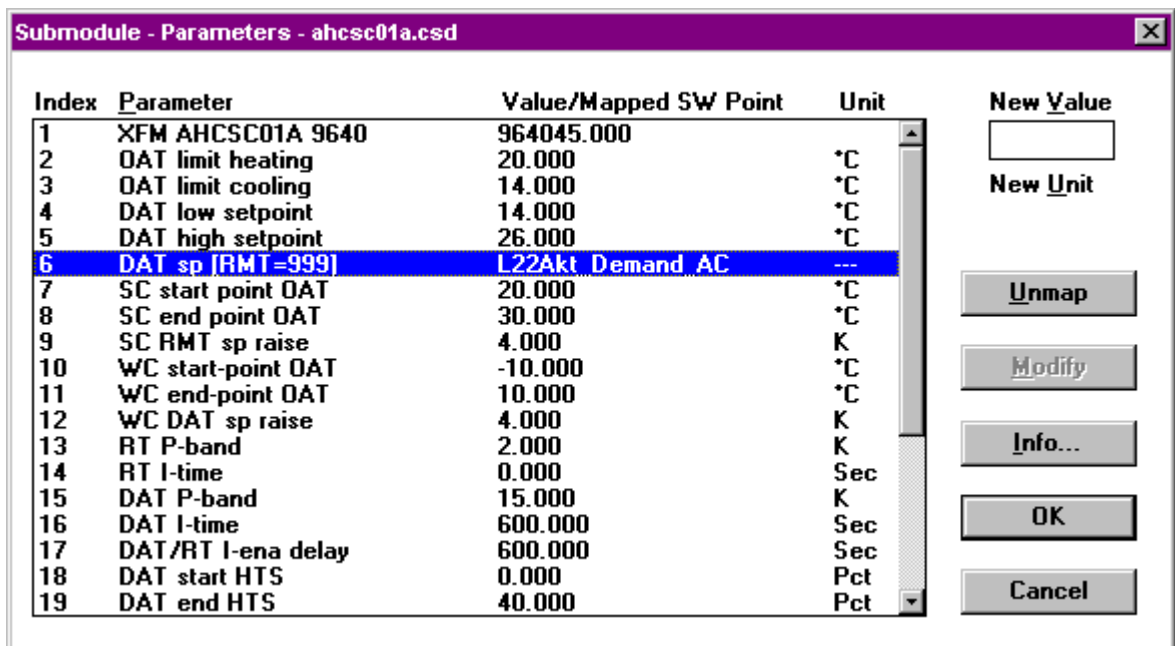 Submodule - Parameters - ahcsc01a.csd
Index Parameter Value/Mapped SW Point Unit New Value
1 XFM AHCSC01A 9640 964045.000
2 OAT limit heating 20.000 °C
3 OAT limit cooling 14.000 °C New Unit
4 DAT low setpoint 14.000 °C
5 DAT high setpoint 26.000 °C
6 DAT sp [RMT=999] L22Akt_Demand_AC ---
7 SC start point OAT 20.000 °C Unmap
8 SC end point OAT 30.000 °C
9 SC RMT sp raise 4.000 K
10 WC start-point OAT -10.000 °C Modify
11 WC end-point OAT 10.000 °C
12 WC DAT sp raise 4.000 K
13 RT P-band 2.000 K Info...
14 RT I-time 0.000 Sec
15 DAT P-band 15.000 K
16 DAT I-time 600.000 Sec OK
17 DAT/RT I-ena delay 600.000 Sec
18 DAT start HTS 0.000 Pct
19 DAT end HTS 40.000 Pct Cancel